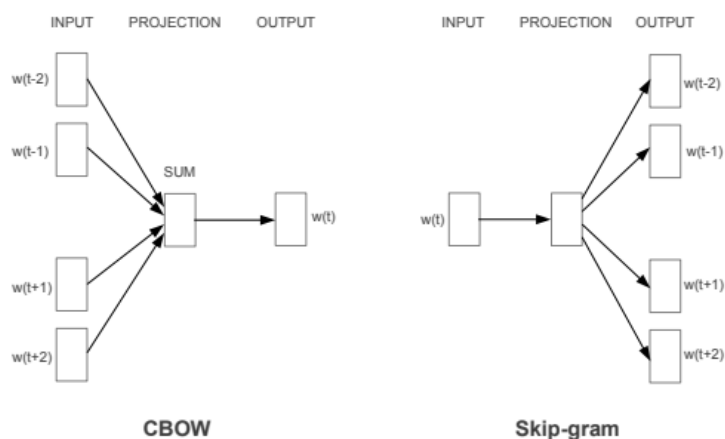 INPUT PROJECTION OUTPUT
w(t-2)
w(t-1)
SUM
w(t)
w(t+1)
w(t+2)
CBOW
INPUT PROJECTION OUTPUT
w(t-2)
w(t-1)
w(t)
w(t+1)
w(t+2)
Skip-gram